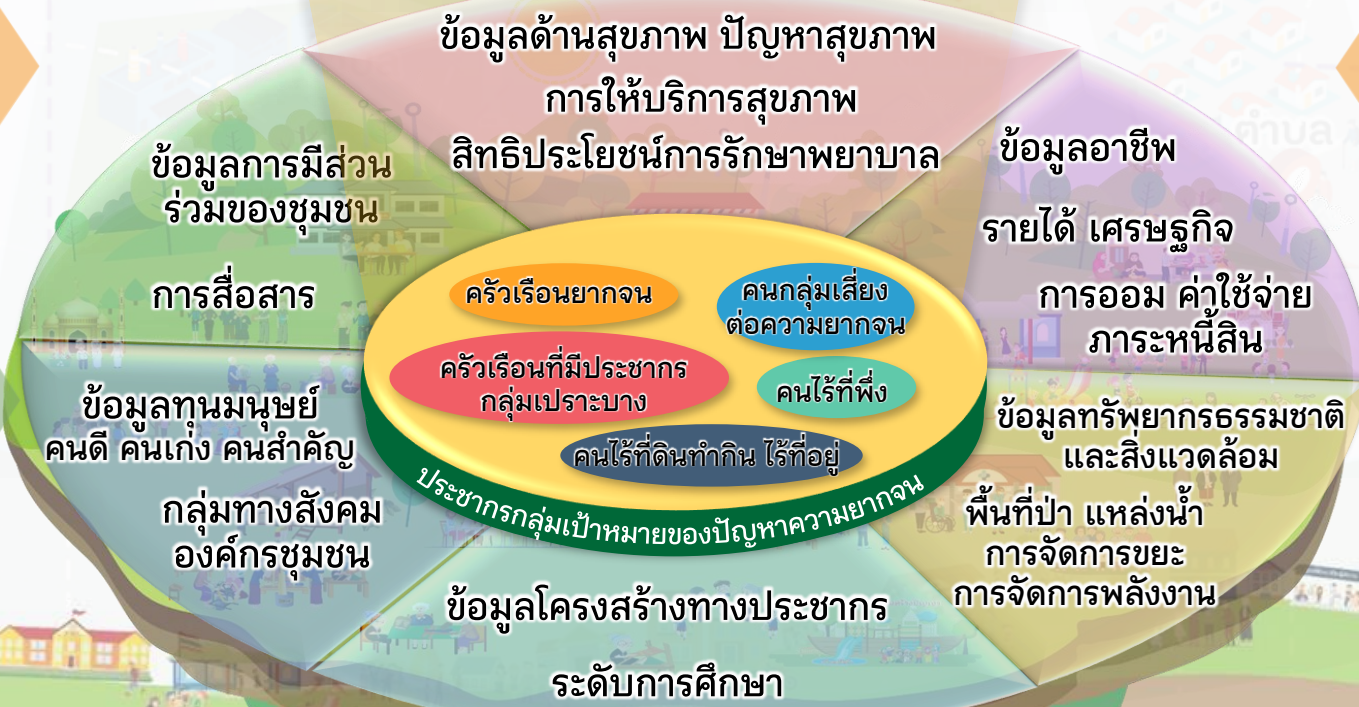 ข้อมูลด้านสุขภาพ ปัญหาสุขภาพ
การให้บริการสุขภาพ
สิทธิประโยชน์การรักษาพยาบาล
ข้อมูลอาชีพ
รายได้ เศรษฐกิจ
การออม ค่าใช้จ่าย
ภาระหนี้สิน
ตำบล
ข้อมูลทรัพยากรธรรมชาติ
และสิ่งแวดล้อม
พื้นที่ป่า แหล่งน้ำ
การจัดการขยะ
การจัดการพลังงาน
ข้อมูลโครงสร้างทางประชากร
ระดับการศึกษา
ข้อมูลทุนมนุษย์
คนดี คนเก่ง คนสำคัญ
กลุ่มทางสังคม
องค์กรชุมชน
ข้อมูลการมีส่วน
ร่วมของชุมชน
การสื่อสาร
ครัวเรือนยากจน
คนกลุ่มเสี่ยง
ต่อความยากจน
ครัวเรือนที่มีประชากร
กลุ่มเปราะบาง
คนไร้ที่พึ่ง
คนไร้ที่ดินทำกิน ไร้ที่อยู่
ประชากรกลุ่มเป้าหมายของปัญหาความยากจน